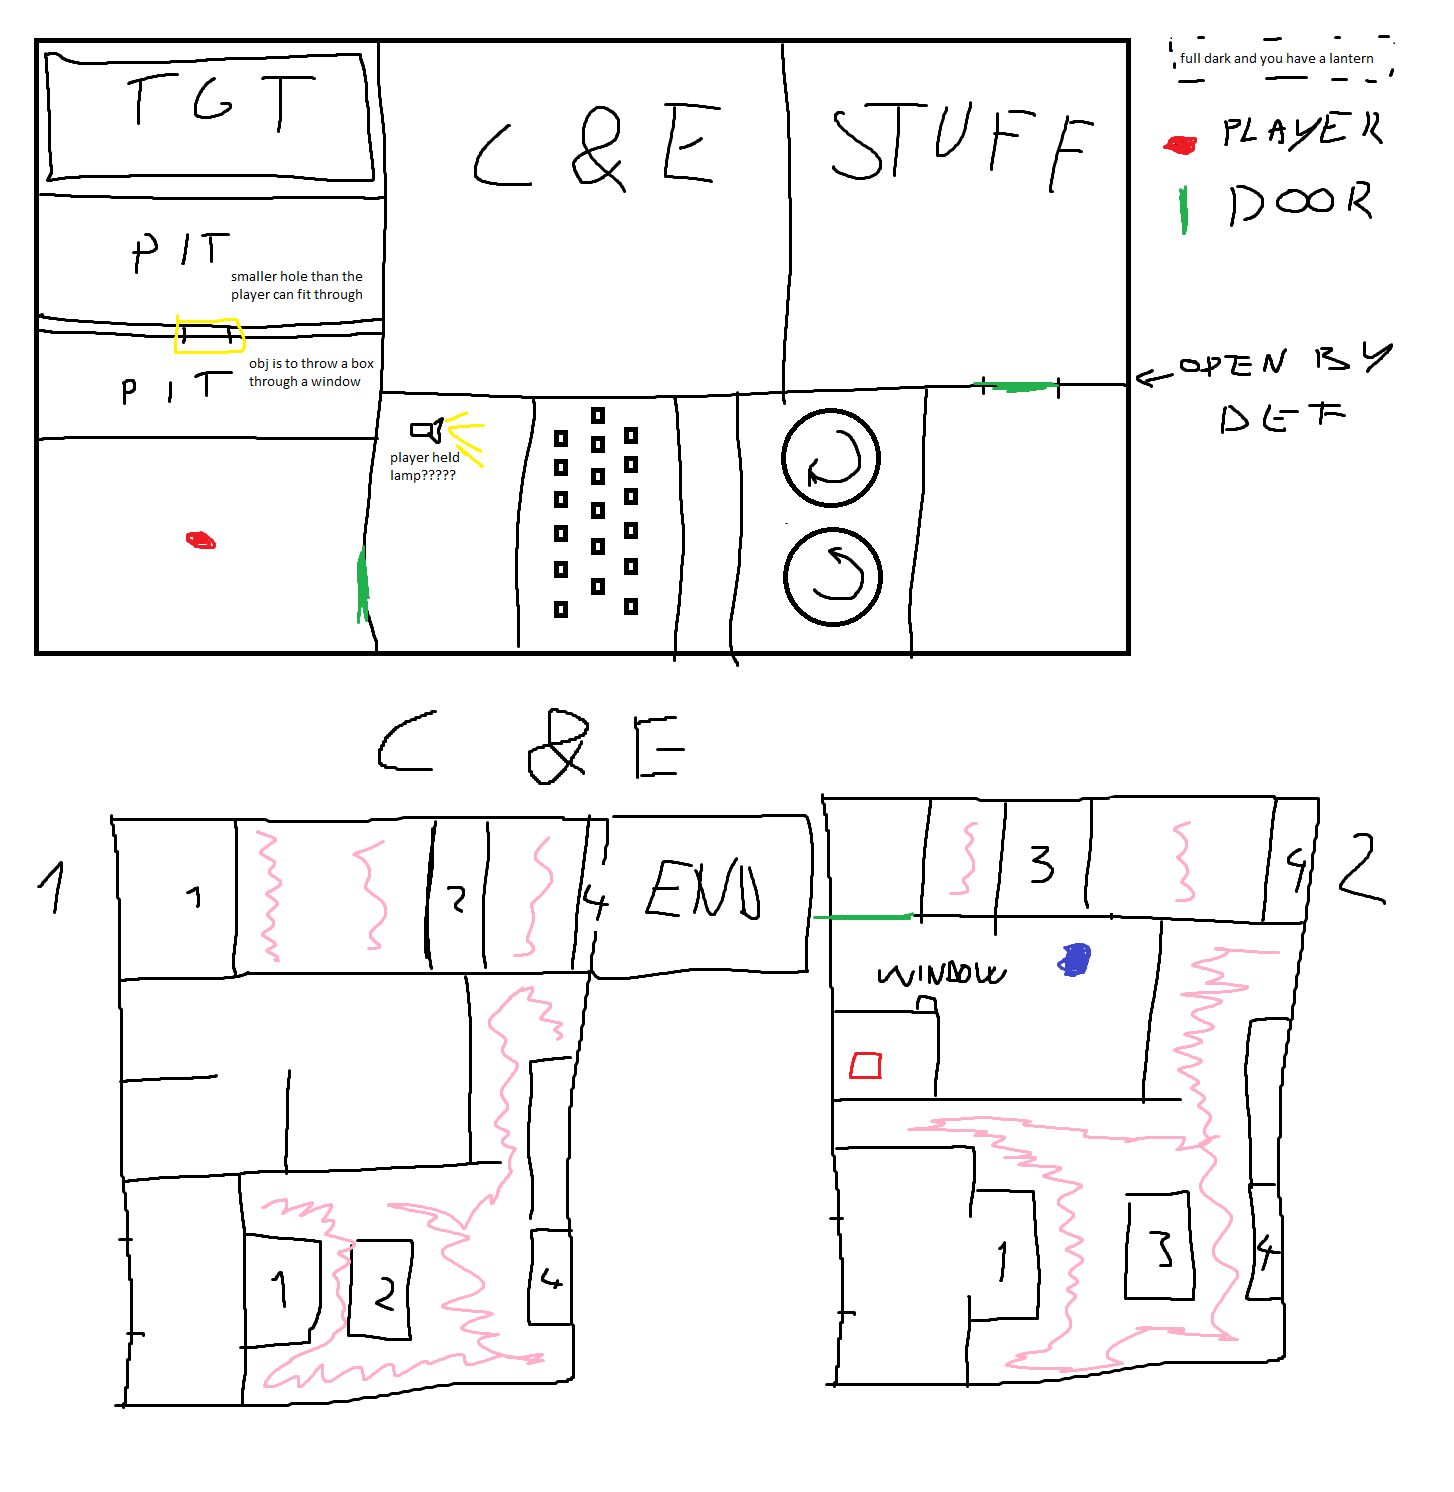 TGT
C & E
STUFF
full dark and you have a lantern
PLAYER
DOOR
PIT
smaller hole than the
player can fit through
PIT
obj is to throw a box
through a window
OPEN BY
DEF
player held
lamp?????
C & E
1
1
2
4
END
3
4
2
WINDOW
1
2
4
1
3
4